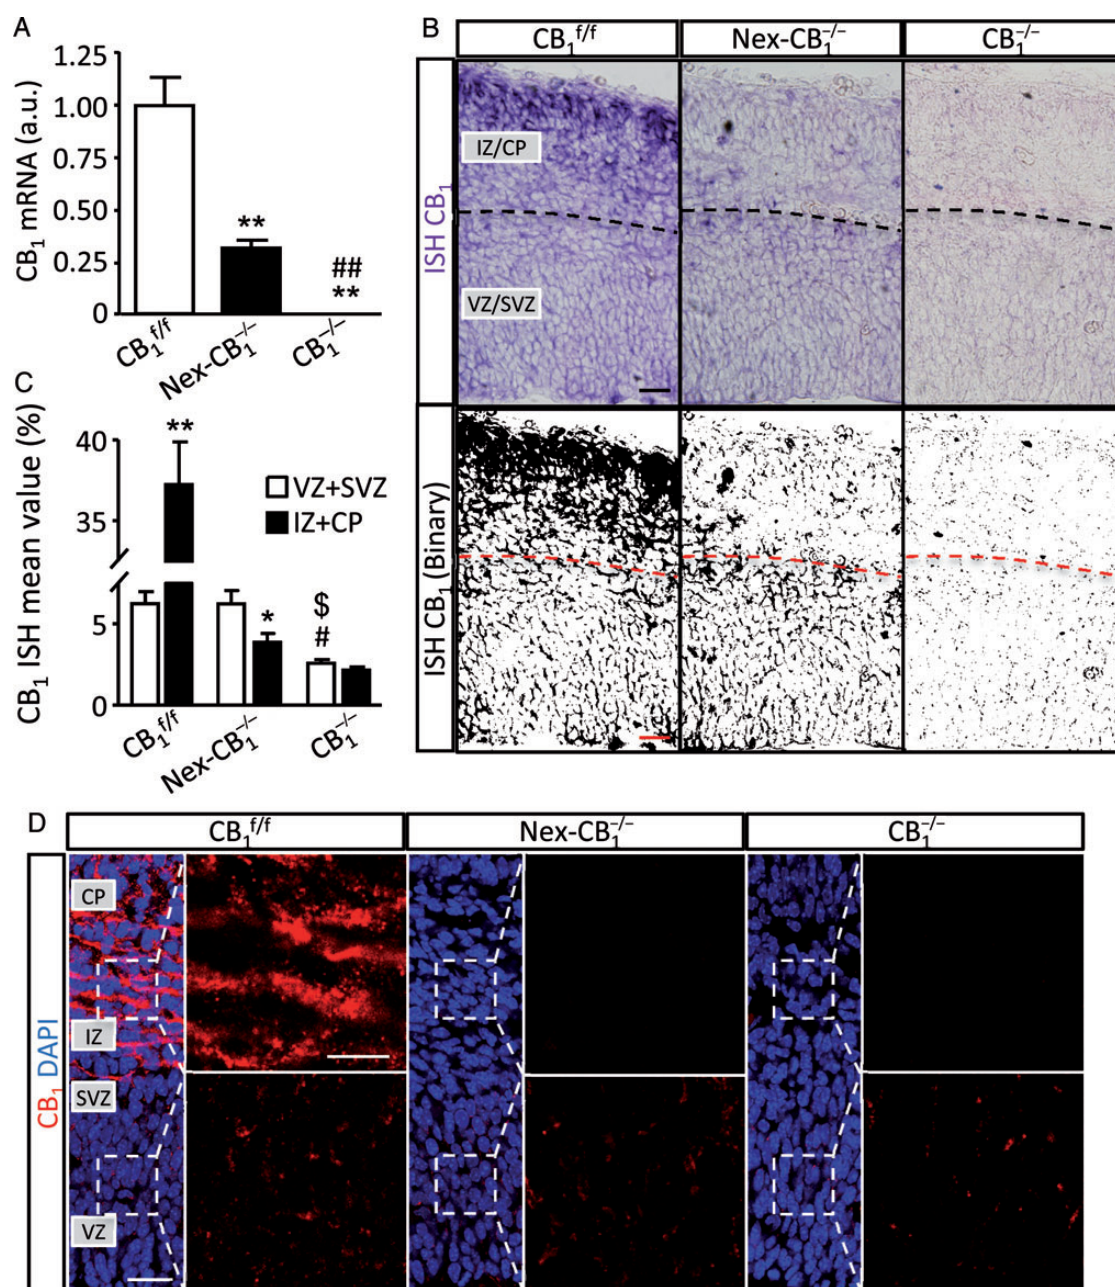 A
CB1 mRNA (a.u.)
1.25
1.00
0.75
0.50
0.25
0
**
##
**
CB1f/f
Nex-CB1−/−
CB1−/−
B
CB1f/f
Nex-CB1−/−
CB1−/−
ISH CB1
IZ/CP
VZ/SVZ
ISH CB1 (Binary)
C
CB1 ISH mean value (%)
40
35
5
0
**
*
$
#
VZ+SVZ
IZ+CP
CB1f/f
Nex-CB1−/−
CB1−/−
D
CB1f/f
Nex-CB1−/−
CB1−/−
CB1 DAPI
CP
IZ
SVZ
VZ